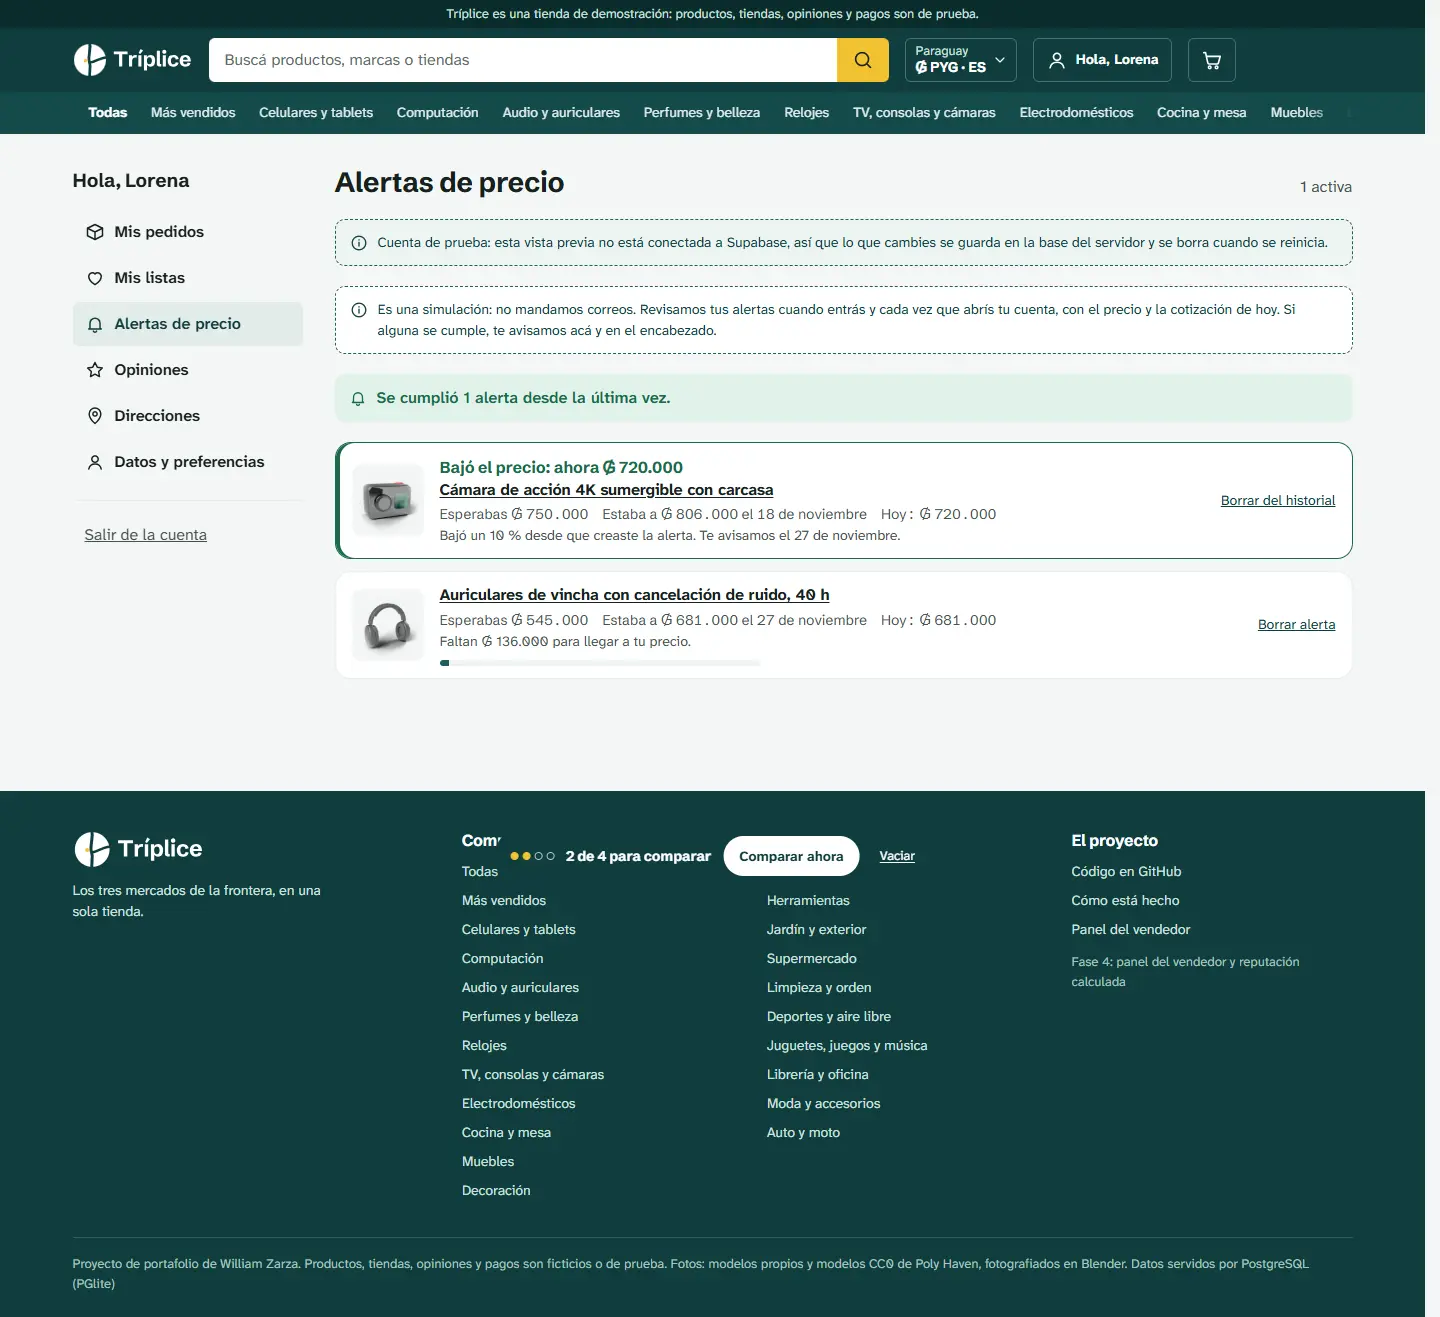 Tríplice es una tienda de demostración: productos, tiendas, opiniones y pagos son de prueba.
Tríplice
Buscá productos, marcas o tiendas
Paraguay
₲ PYG · ES
Hola, Lorena
Todas
Más vendidos
Celulares y tablets
Computación
Audio y auriculares
Perfumes y belleza
Relojes
TV, consolas y cámaras
Electrodomésticos
Cocina y mesa
Muebles
Hola, Lorena
Mis pedidos
Mis listas
Alertas de precio
Opiniones
Direcciones
Datos y preferencias
Salir de la cuenta
Alertas de precio
1 activa
Cuenta de prueba: esta vista previa no está conectada a Supabase, así que lo que cambies se guarda en la base del servidor y se borra cuando se reinicia.
Es una simulación: no mandamos correos. Revisamos tus alertas cuando entrás y cada vez que abrís tu cuenta, con el precio y la cotización de hoy. Si
alguna se cumple, te avisamos acá y en el encabezado.
Se cumplió 1 alerta desde la última vez.
Bajó el precio: ahora ₲ 720.000
Cámara de acción 4K sumergible con carcasa
Esperabas ₲ 750.000 Estaba a ₲ 806.000 el 18 de noviembre Hoy: ₲ 720.000
Bajó un 10 % desde que creaste la alerta. Te avisamos el 27 de noviembre.
Borrar del historial
Auriculares de vincha con cancelación de ruido, 40 h
Esperabas ₲ 545.000 Estaba a ₲ 681.000 el 27 de noviembre Hoy: ₲ 681.000
Faltan ₲ 136.000 para llegar a tu precio.
Borrar alerta
Tríplice
Los tres mercados de la frontera, en una
sola tienda.
Todas
Más vendidos
Celulares y tablets
Computación
Audio y auriculares
Perfumes y belleza
Relojes
TV, consolas y cámaras
Electrodomésticos
Cocina y mesa
Muebles
Decoración
2 de 4 para comparar
Comparar ahora
Vaciar
Herramientas
Jardín y exterior
Supermercado
Limpieza y orden
Deportes y aire libre
Juguetes, juegos y música
Librería y oficina
Moda y accesorios
Auto y moto
El proyecto
Código en GitHub
Cómo está hecho
Panel del vendedor
Fase 4: panel del vendedor y reputación
calculada
Proyecto de portafolio de William Zarza. Productos, tiendas, opiniones y pagos son ficticios o de prueba. Fotos: modelos propios y modelos CC0 de Poly Haven, fotografiados en Blender. Datos servidos por PostgreSQL
(PGlite)